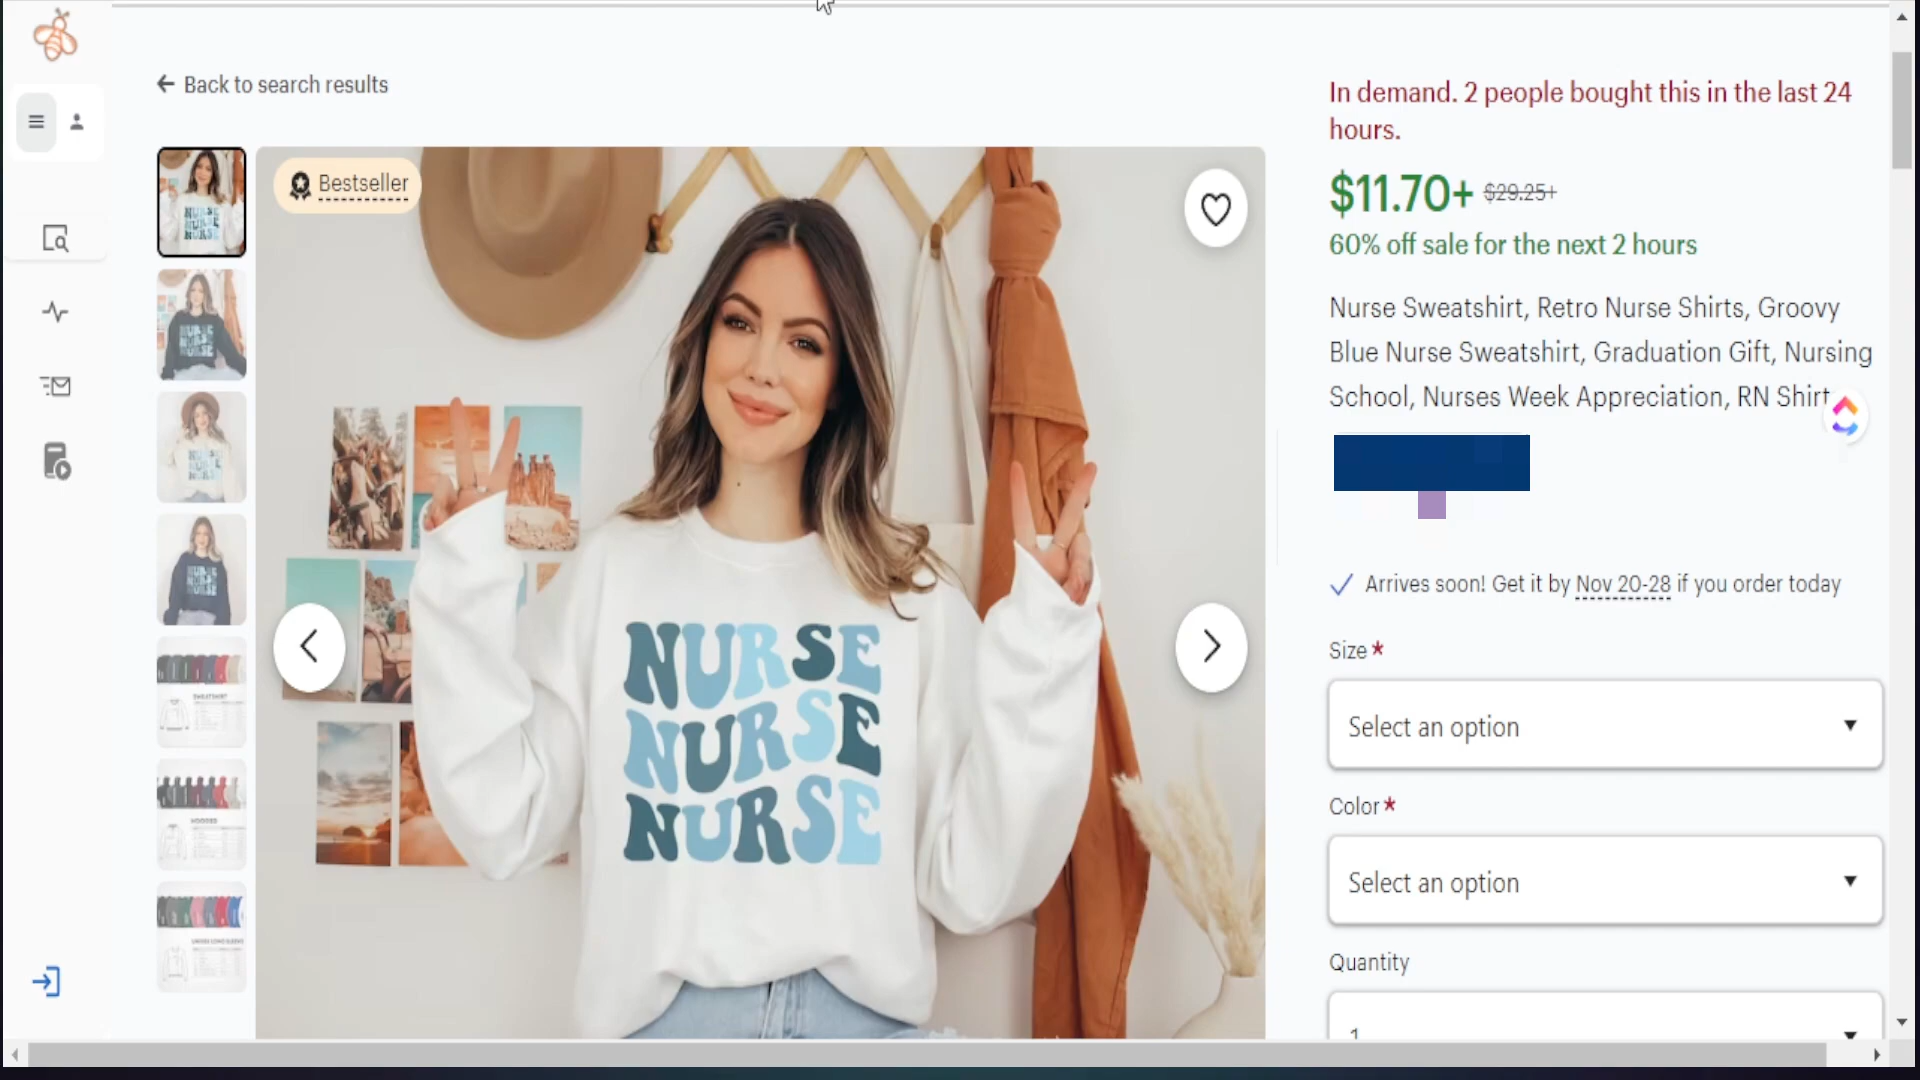 Back to search results
Bestseller
NURSE
NURSE
NURSE
In demand. 2 people bought this in the last 24
hours.
$11.70+ $29.25+
60% off sale for the next 2 hours
Nurse Sweatshirt, Retro Nurse Shirts, Groovy
Blue Nurse Sweatshirt, Graduation Gift, Nursing
School, Nurses Week Appreciation, RN Shirt
Arrives soon! Get it by Nov 20-28 if you order today
Size *
Select an option
Color *
Select an option
Quantity
1